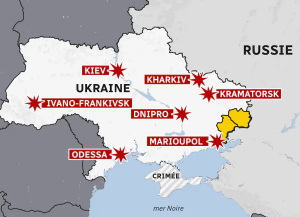 RUSSIE
KIEV
KHARKIV
UKRAINE
KRAMATORSK
IVANO-FRANKIVSK
DNIPRO
MARIOUPOL
ODESSA
CRIMÉE
mer Noire